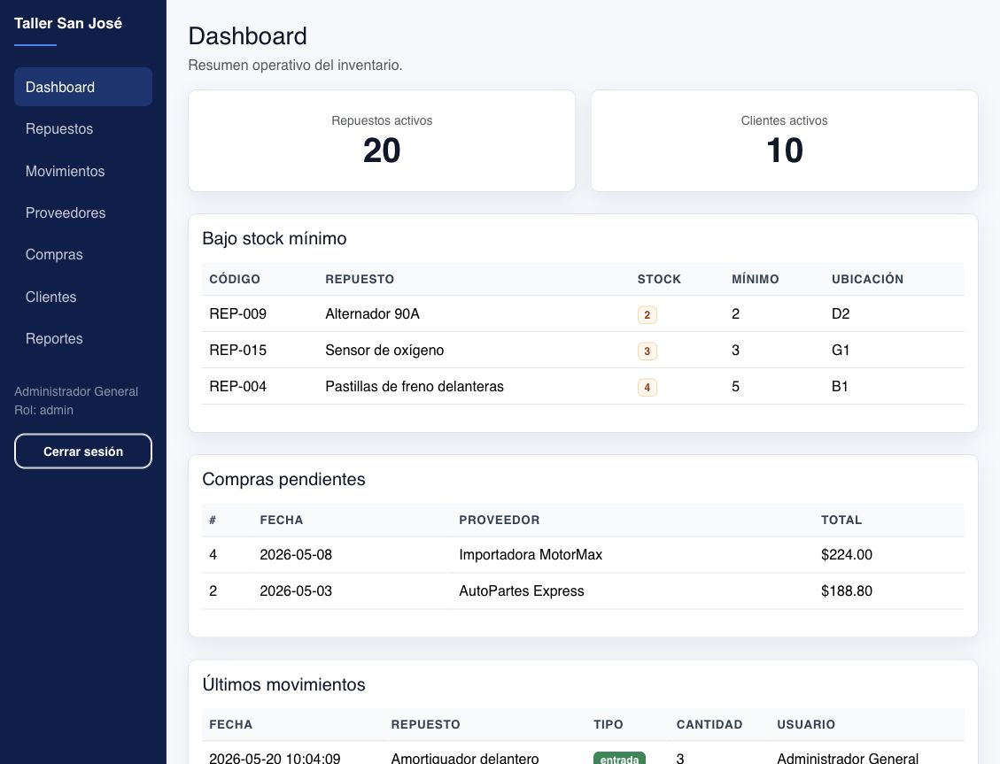 Taller San José
Dashboard
Repuestos
Movimientos
Proveedores
Compras
Clientes
Reportes
Administrador General
Rol: admin
Cerrar sesión
Dashboard
Resumen operativo del inventario.
Repuestos activos
20
Clientes activos
10
Bajo stock mínimo
CÓDIGO REPUESTO STOCK MÍNIMO UBICACIÓN
REP-009 Alternador 90A 2 2 D2
REP-015 Sensor de oxígeno 3 3 G1
REP-004 Pastillas de freno delanteras 4 5 B1
Compras pendientes
# FECHA PROVEEDOR TOTAL
4 2026-05-08 Importadora MotorMax $224.00
2 2026-05-03 AutoPartes Express $188.80
Últimos movimientos
FECHA REPUESTO TIPO CANTIDAD USUARIO
2026-05-20 10:04:09 Amortiguador delantero entrada 3 Administrador General